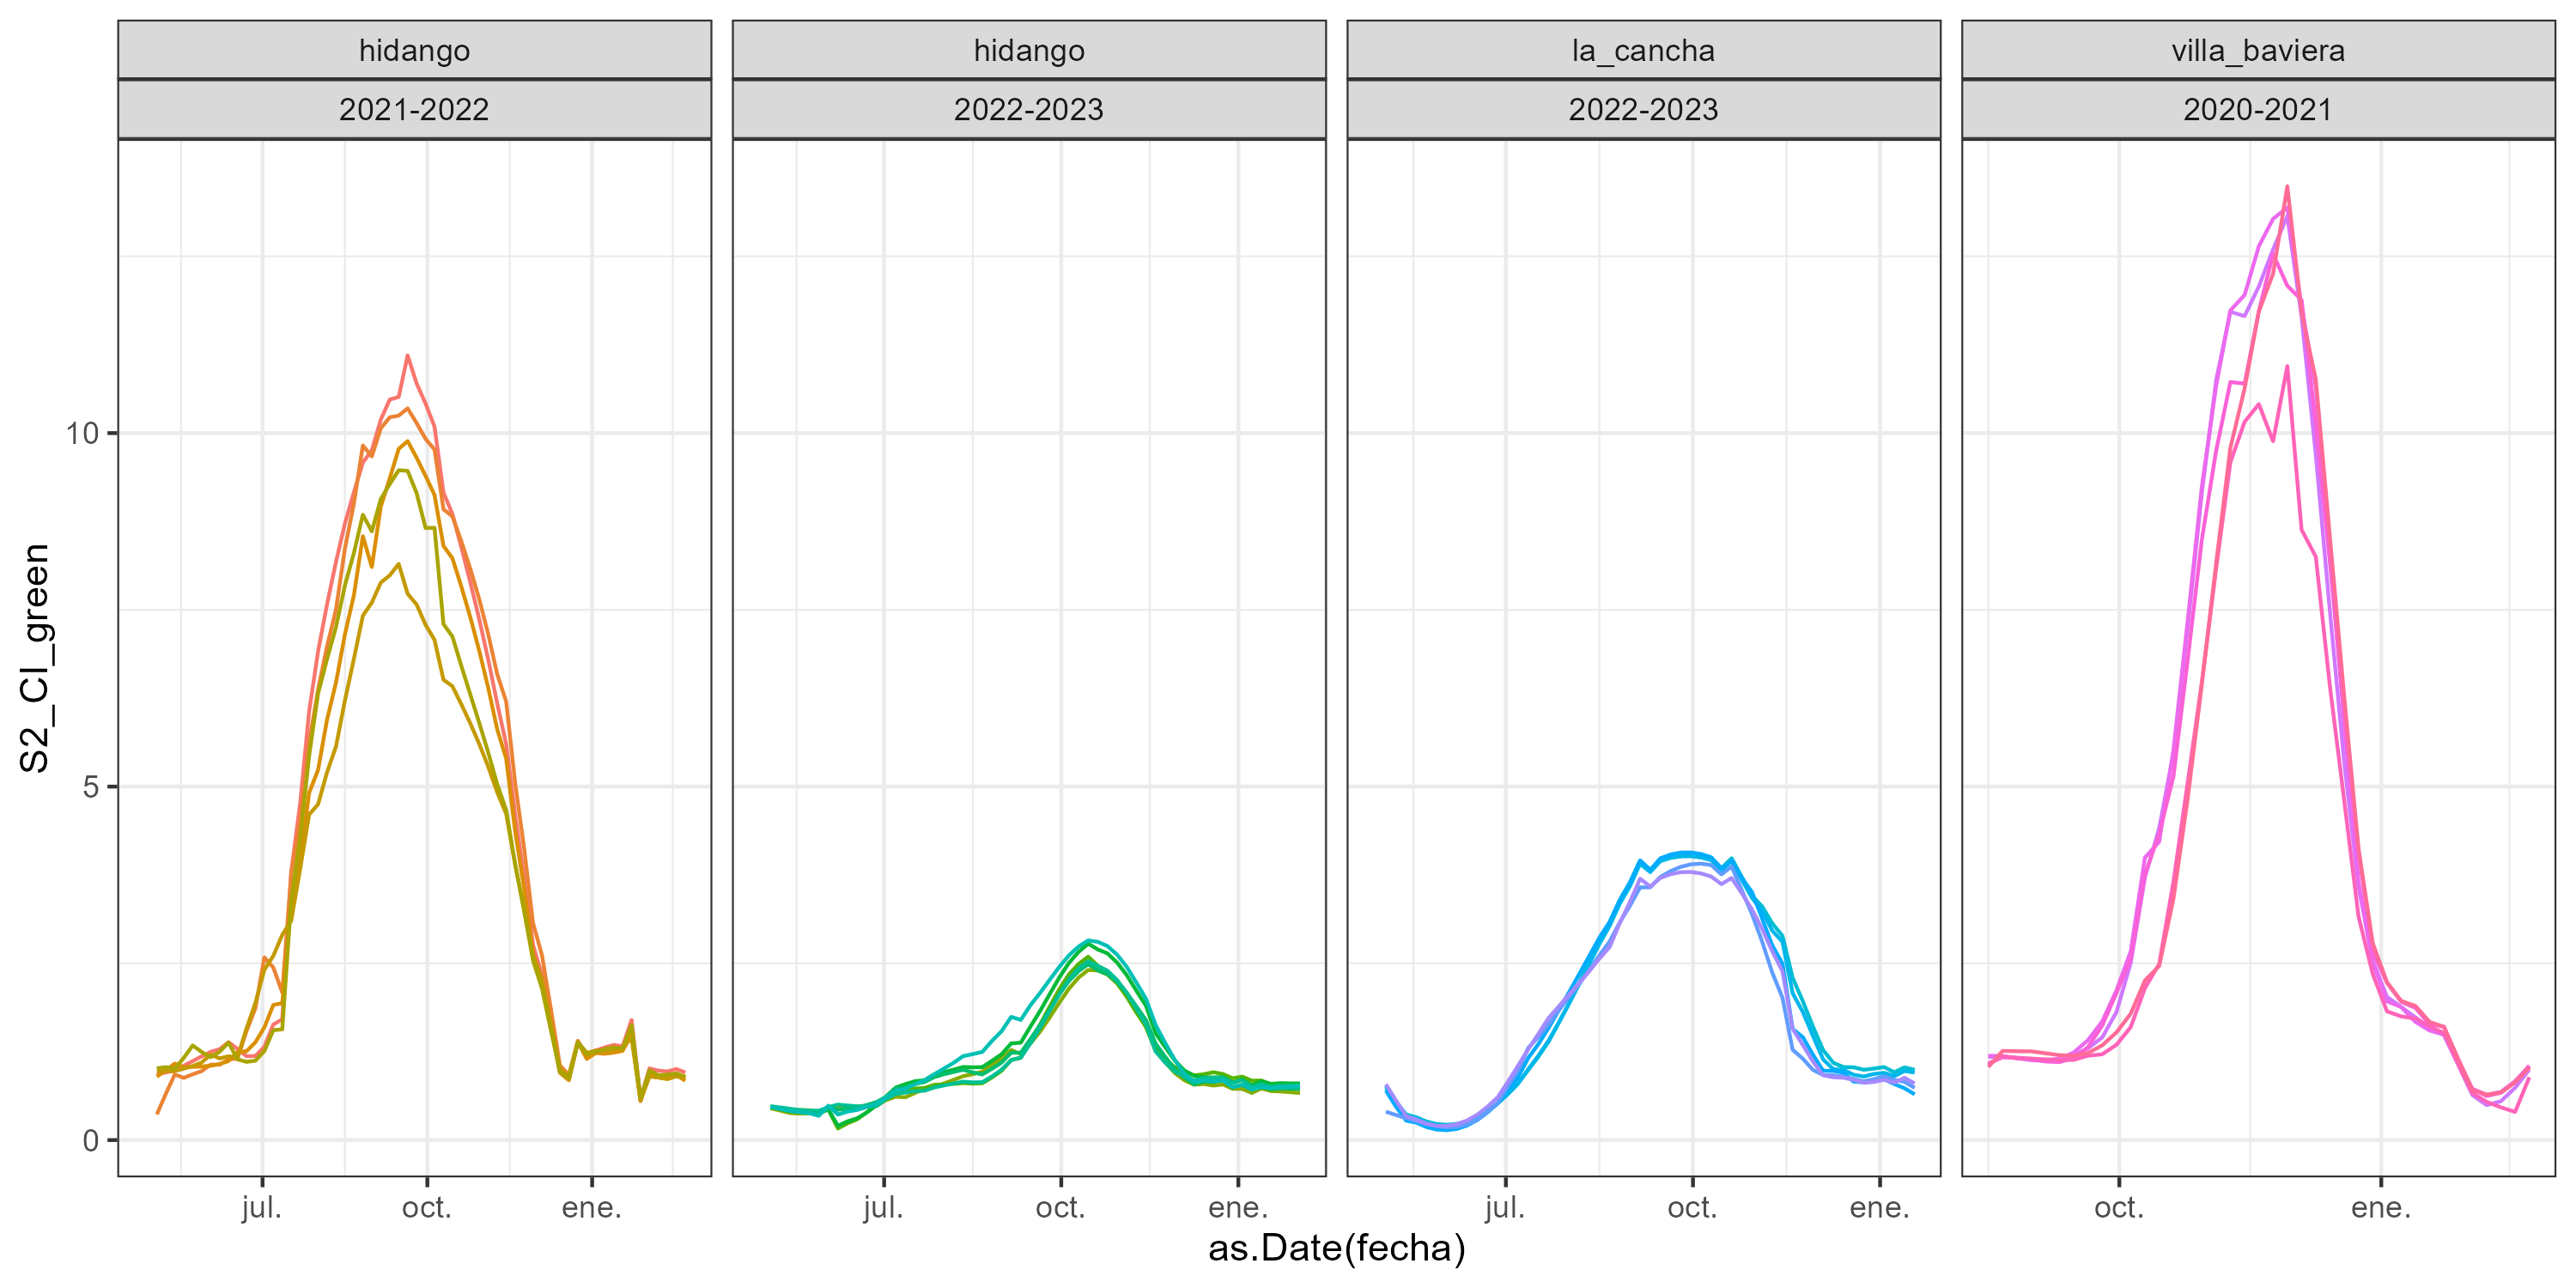 hidango hidango la_cancha villa_baviera
2021-2022 2022-2023 2022-2023 2020-2021
10
5
0
S2_CI_green
jul. oct. ene. jul. oct. ene. jul. oct. ene. oct. ene.
as.Date(fecha)